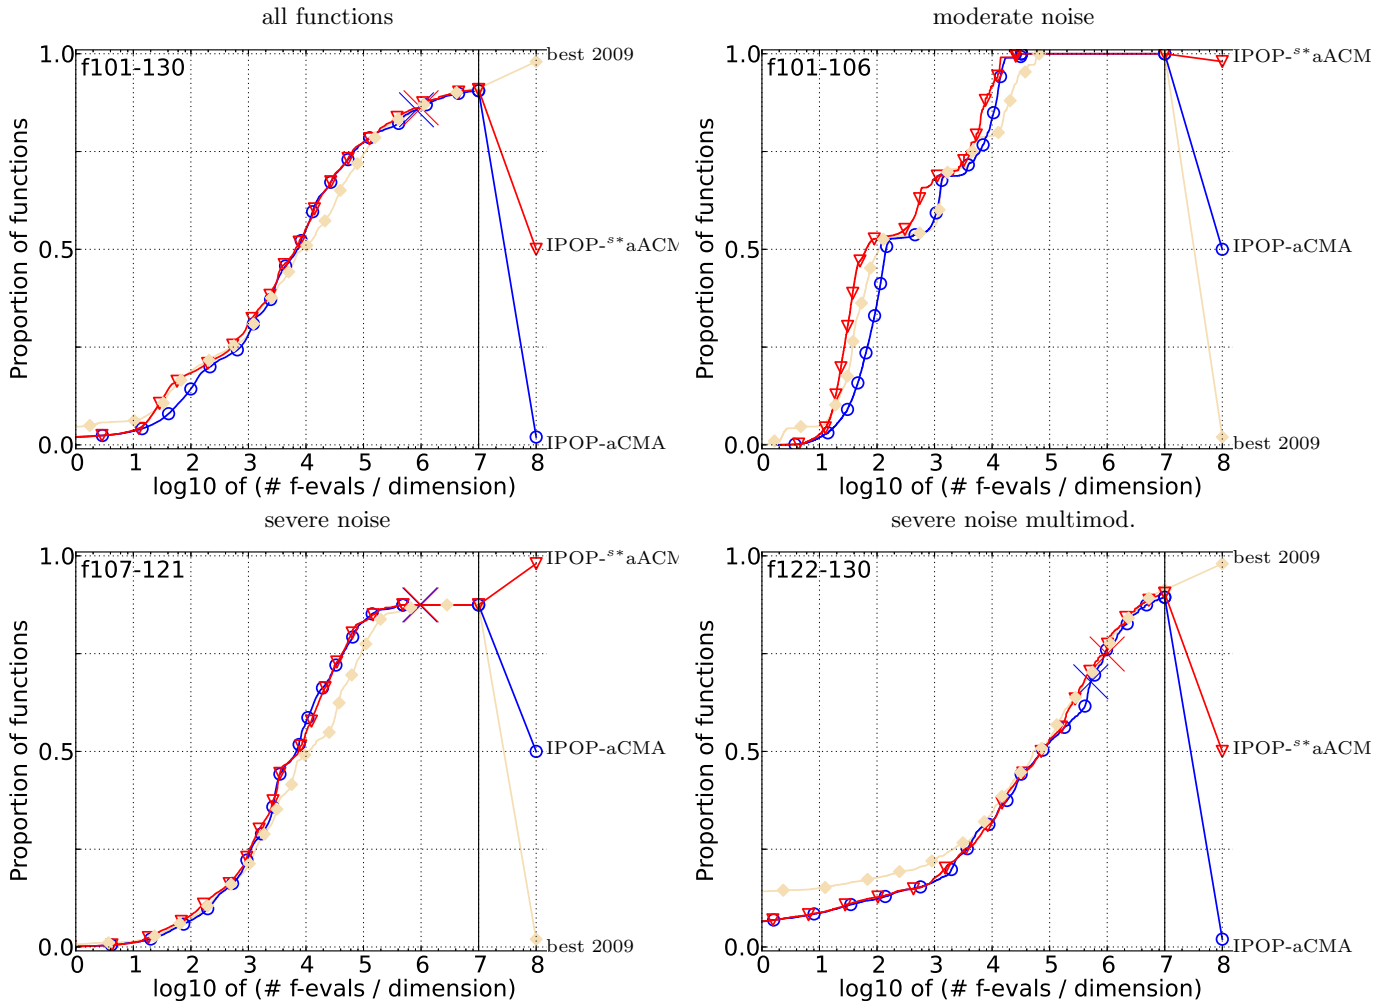 all functions
1.0
f101-130
best 2009
0.5
IPOP-s*aACM
0.0
IPOP-aCMA
Proportion of functions
0 1 2 3 4 5 6 7 8
log10 of (# f-evals / dimension)
moderate noise
1.0
f101-106
IPOP-s*aACM
0.5
IPOP-aCMA
0.0
best 2009
Proportion of functions
0 1 2 3 4 5 6 7 8
log10 of (# f-evals / dimension)
severe noise
1.0
f107-121
IPOP-s*aACM
0.5
IPOP-aCMA
0.0
best 2009
Proportion of functions
0 1 2 3 4 5 6 7 8
log10 of (# f-evals / dimension)
severe noise multimod.
1.0
f122-130
best 2009
0.5
IPOP-s*aACM
0.0
IPOP-aCMA
Proportion of functions
0 1 2 3 4 5 6 7 8
log10 of (# f-evals / dimension)